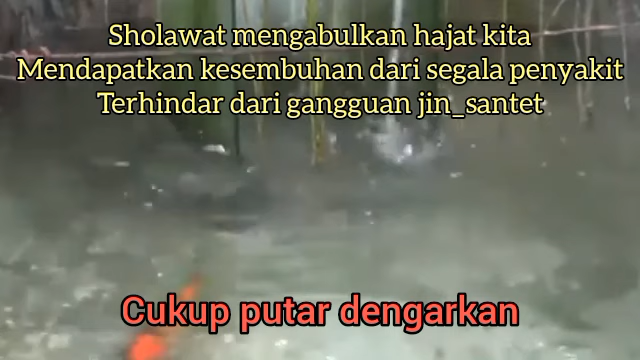 Sholawat mengabulkan hajat kita
Mendapatkan kesembuhan dari segala penyakit
Terhindar dari gangguan jin_santet
Cukup putar dengarkan